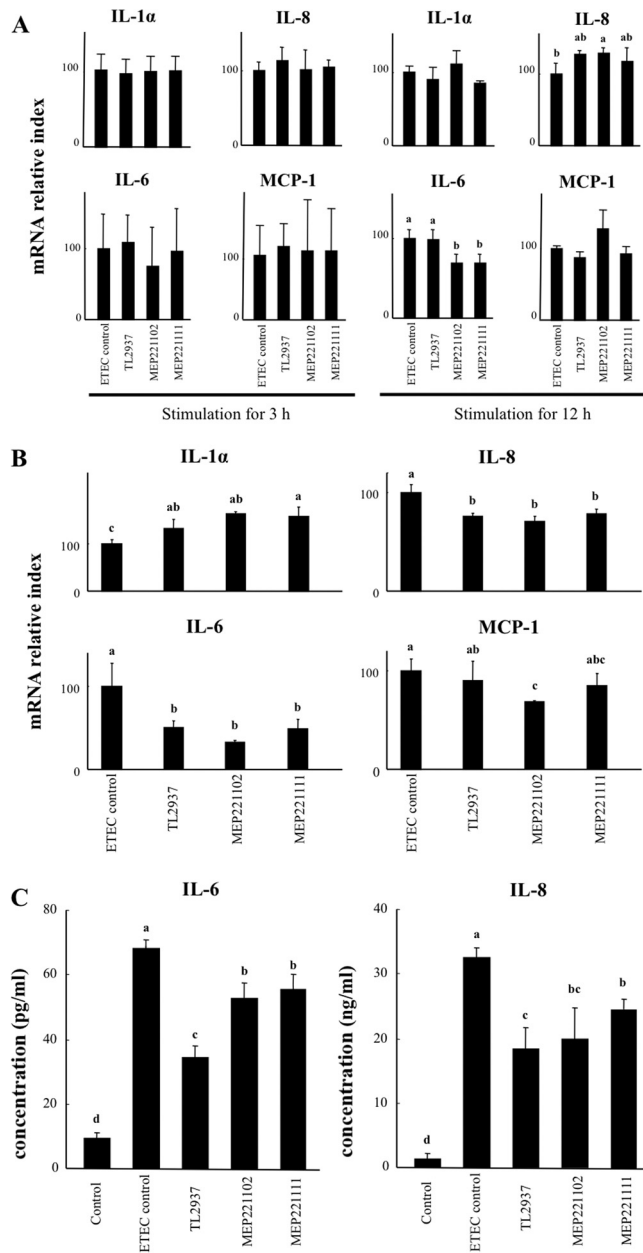 A
IL-1α IL-8 IL-1α IL-8
b ab a ab
100 100 100 100
0 0 0 0
mRNA relative index
IL-6 MCP-1 IL-6 MCP-1
a a b b
100 100 100 100
0 0 0 0
ETEC control TL2937 MEP221102 MEP221111 ETEC control TL2937 MEP221102 MEP221111 ETEC control TL2937 MEP221102 MEP221111 ETEC control TL2937 MEP221102 MEP221111
Stimulation for 3 h Stimulation for 12 h
B
IL-1α IL-8
c ab ab a a b b b
100 100
0 0
mRNA relative index
IL-6 MCP-1
a b b b a ab c abc
100 100
0 0
ETEC control TL2937 MEP221102 MEP221111 ETEC control TL2937 MEP221102 MEP221111
C
IL-6 IL-8
80 60 40 20 0
concentration (pg/ml)
d a c b b
Control ETEC control TL2937 MEP221102 MEP221111
40 30 20 10 0
concentration (ng/ml)
d a c bc b
Control ETEC control TL2937 MEP221102 MEP221111